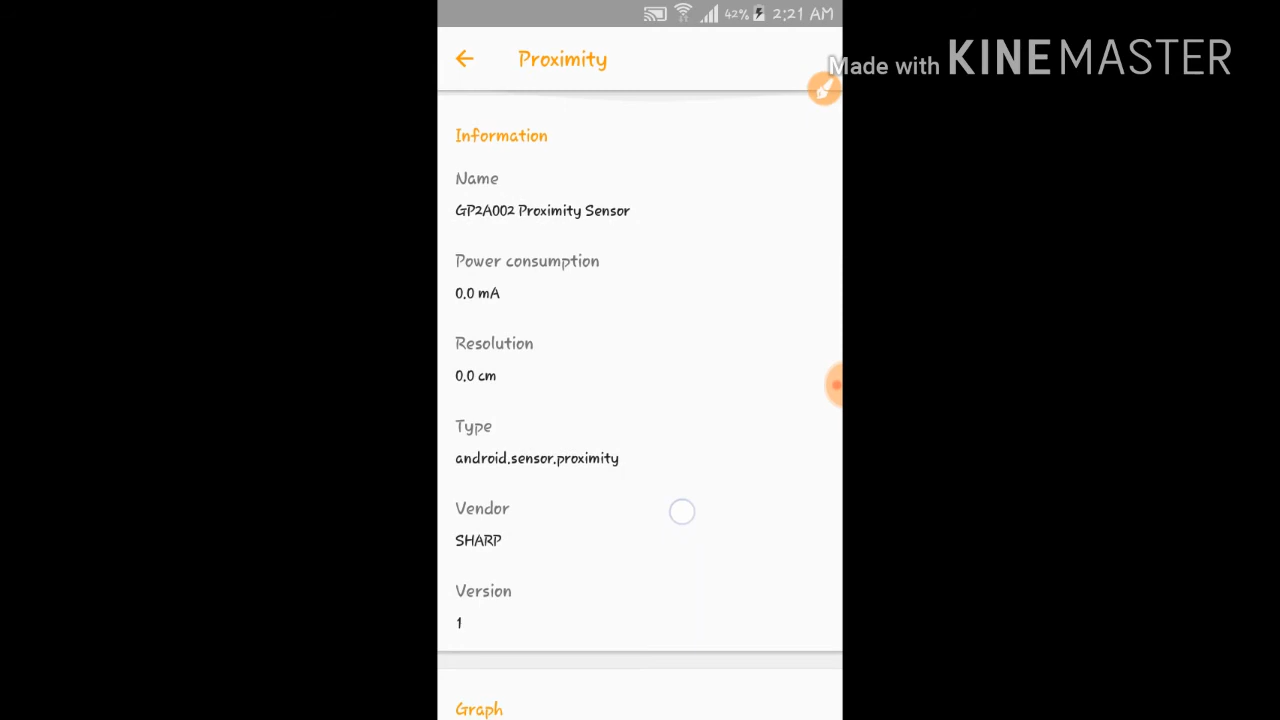 42% 2:21 AM
Proximity
Made with KINEMASTER
Information
Name
GP2A002 Proximity Sensor
Power consumption
0.0 mA
Resolution
0.0 cm
Type
android.sensor.proximity
Vendor
SHARP
Version
1
Graph